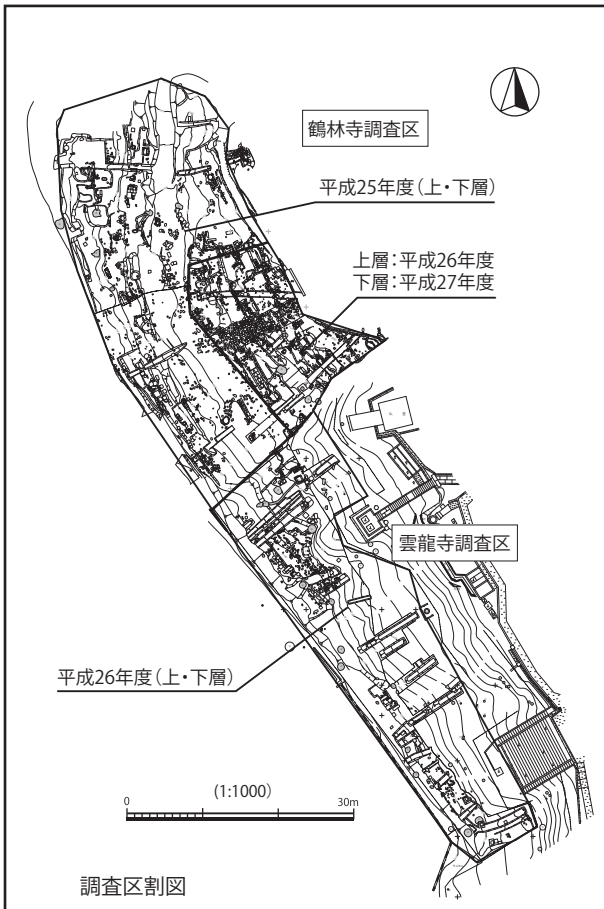 鶴林寺調査区
平成25年度（上・下層）
上層：平成26年度
下層：平成27年度
雲龍寺調査区
平成26年度（上・下層）
(1:1000)
0
30m
調査区割図